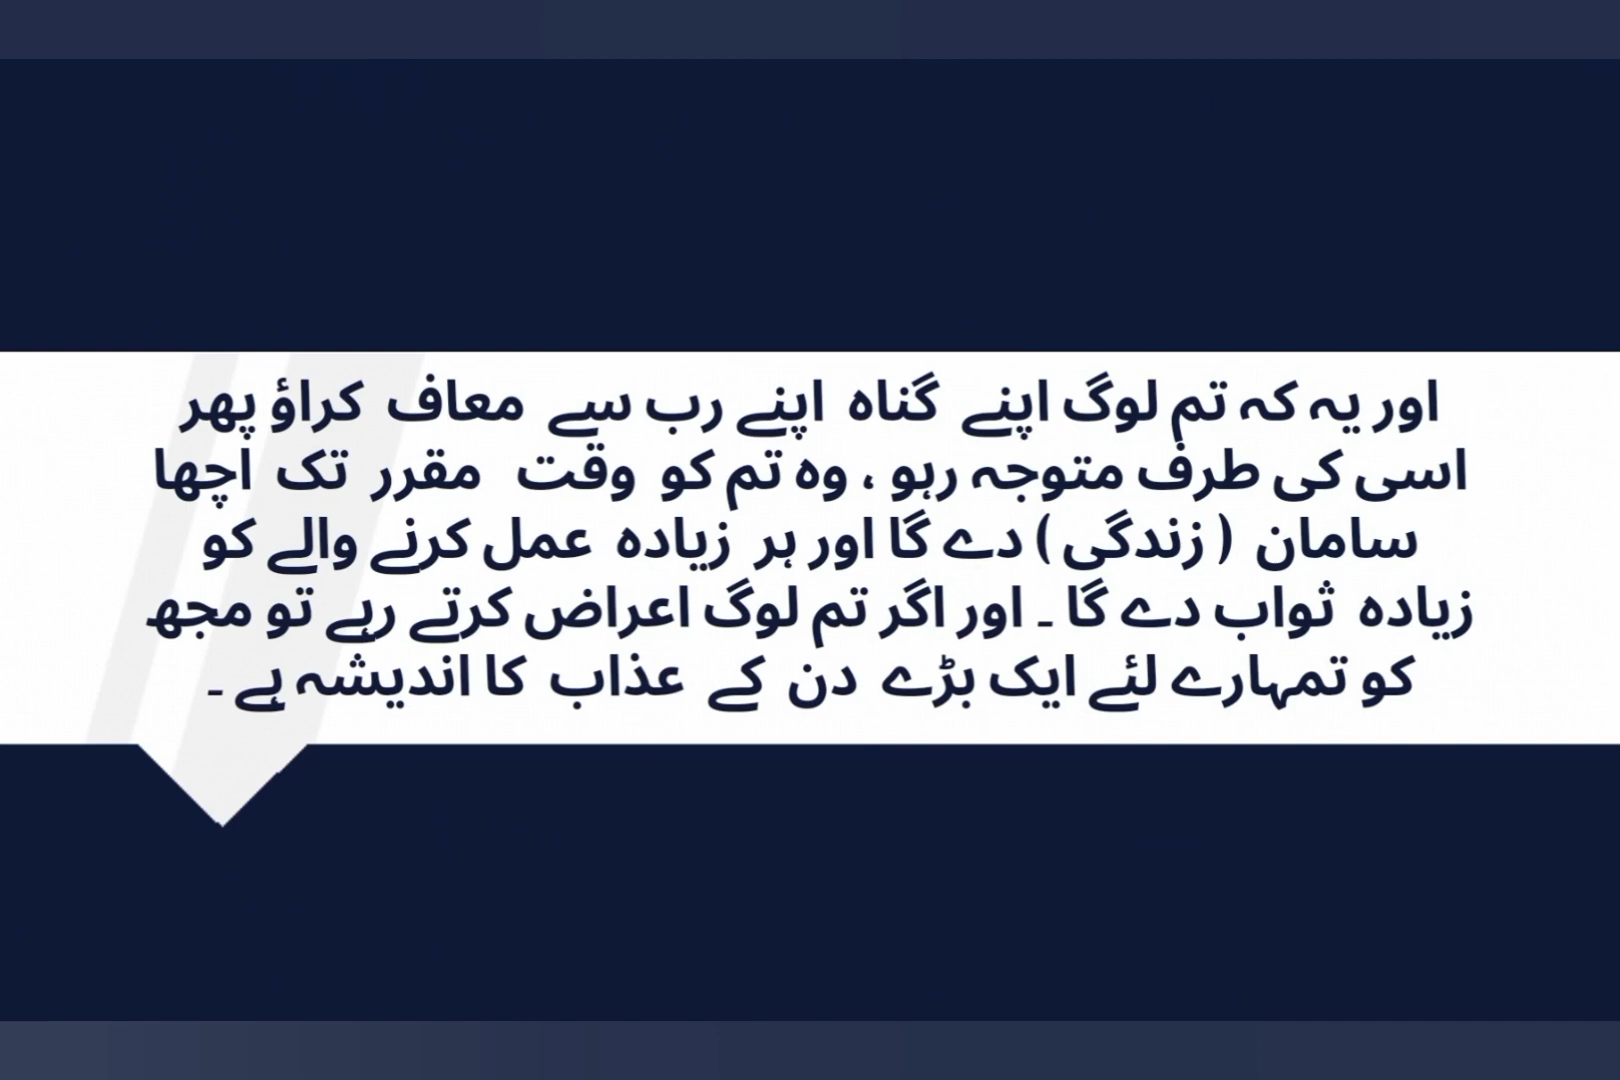 اور یہ کہ تم لوگ اپنے گناہ اپنے رب سے معاف کراؤ پھر
اسی کی طرف متوجہ رہو ، وہ تم کو وقت مقرر تک اچھا
سامان ( زندگی ) دے گا اور ہر زیادہ عمل کرنے والے کو
زیادہ ثواب دے گا ۔ اور اگر تم لوگ اعراض کرتے رہے تو مجھ
کو تمہارے لئے ایک بڑے دن کے عذاب کا اندیشہ ہے ۔